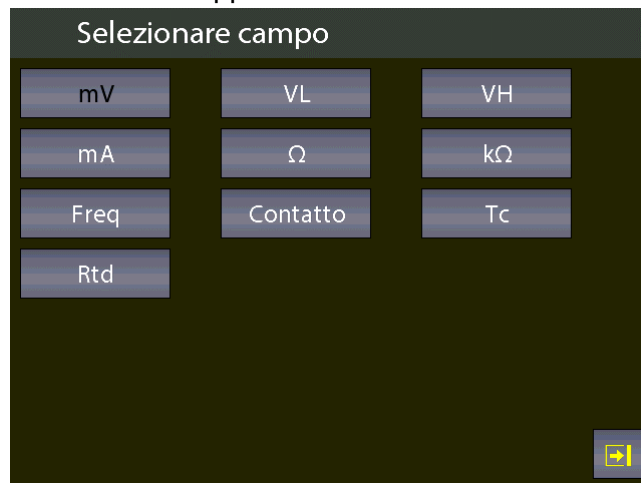 Selezionare campo
mV VL VH
mA Ω kΩ
Freq Contatto Tc
Rtd